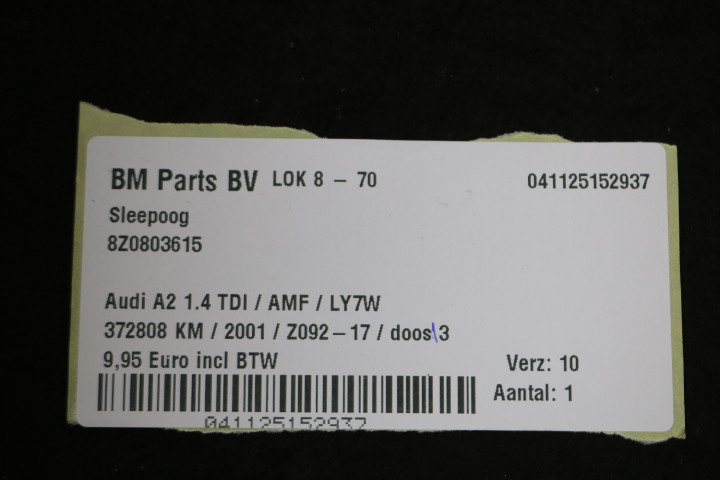 BM Parts BV LOK 8 – 70 041125152937
Sleepoog
8Z0803615
Audi A2 1.4 TDI / AMF / LY7W
372808 KM / 2001 / Z092–17 / doos\3
9,95 Euro incl BTW Verz: 10
Aantal: 1
041125152937